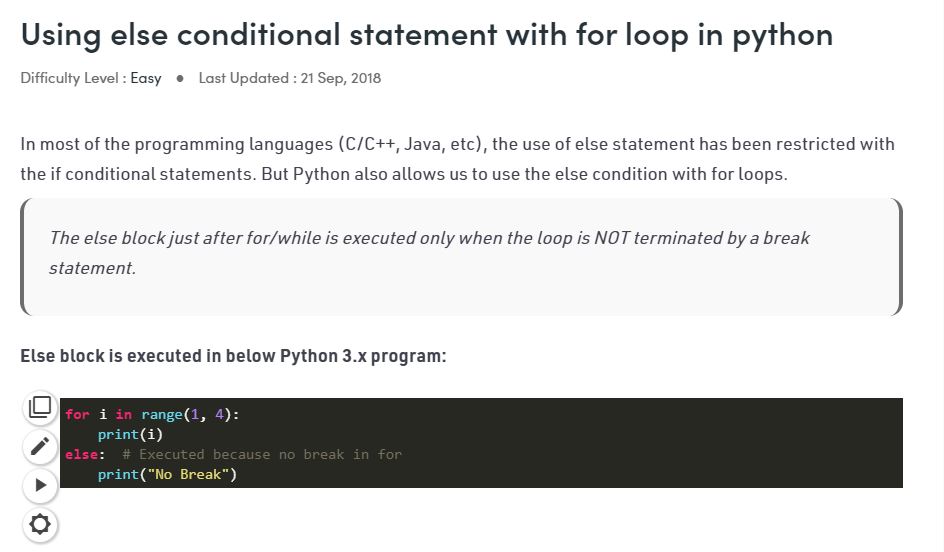 Using else conditional statement with for loop in python
Difficulty Level : Easy ● Last Updated : 21 Sep, 2018
In most of the programming languages (C/C++, Java, etc), the use of else statement has been restricted with
the if conditional statements. But Python also allows us to use the else condition with for loops.
The else block just after for/while is executed only when the loop is NOT terminated by a break
statement.
Else block is executed in below Python 3.x program:
for i in range(1, 4):
    print(i)
else:  # Executed because no break in for
    print("No Break")